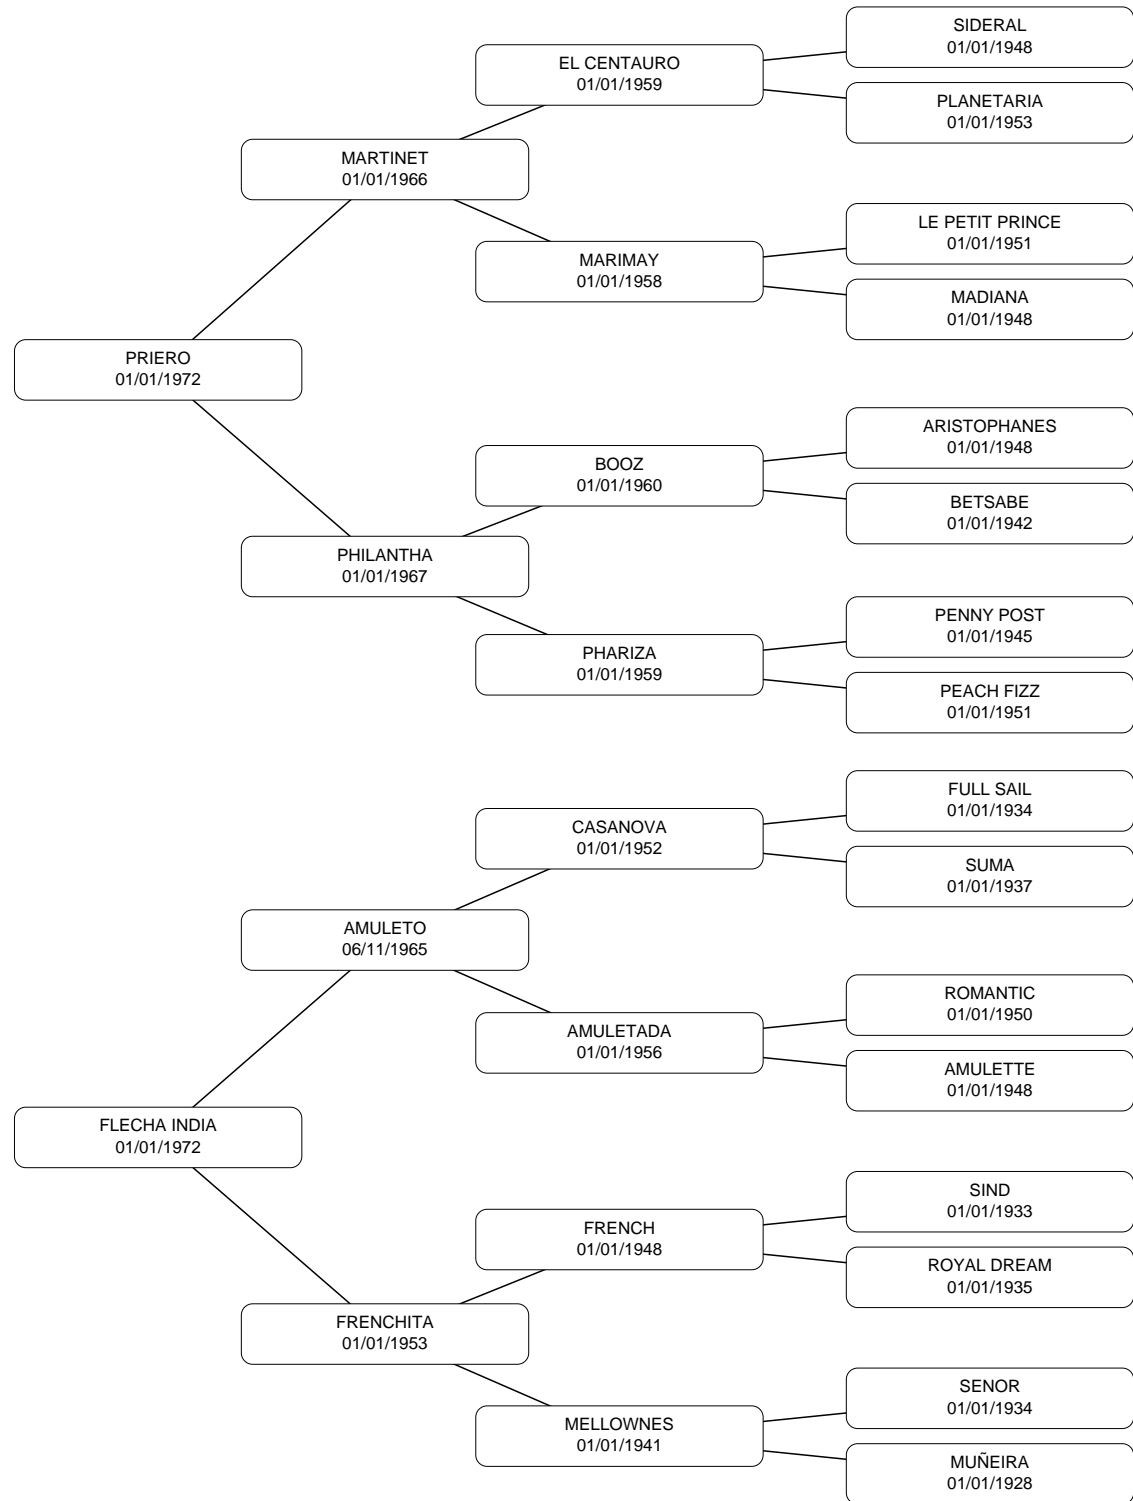 SIDERAL
01/01/1948
EL CENTAURO
01/01/1959
PLANETARIA
01/01/1953
MARTINET
01/01/1966
LE PETIT PRINCE
01/01/1951
MARIMAY
01/01/1958
MADIANA
01/01/1948
PRIERO
01/01/1972
ARISTOPHANES
01/01/1948
BOOZ
01/01/1960
BETSABE
01/01/1942
PHILANTHA
01/01/1967
PENNY POST
01/01/1945
PHARIZA
01/01/1959
PEACH FIZZ
01/01/1951
FULL SAIL
01/01/1934
CASANOVA
01/01/1952
SUMA
01/01/1937
AMULETO
06/11/1965
ROMANTIC
01/01/1950
AMULETADA
01/01/1956
AMULETTE
01/01/1948
FLECHA INDIA
01/01/1972
SIND
01/01/1933
FRENCH
01/01/1948
ROYAL DREAM
01/01/1935
FRENCHITA
01/01/1953
SENOR
01/01/1934
MELLOWNES
01/01/1941
MUÑEIRA
01/01/1928